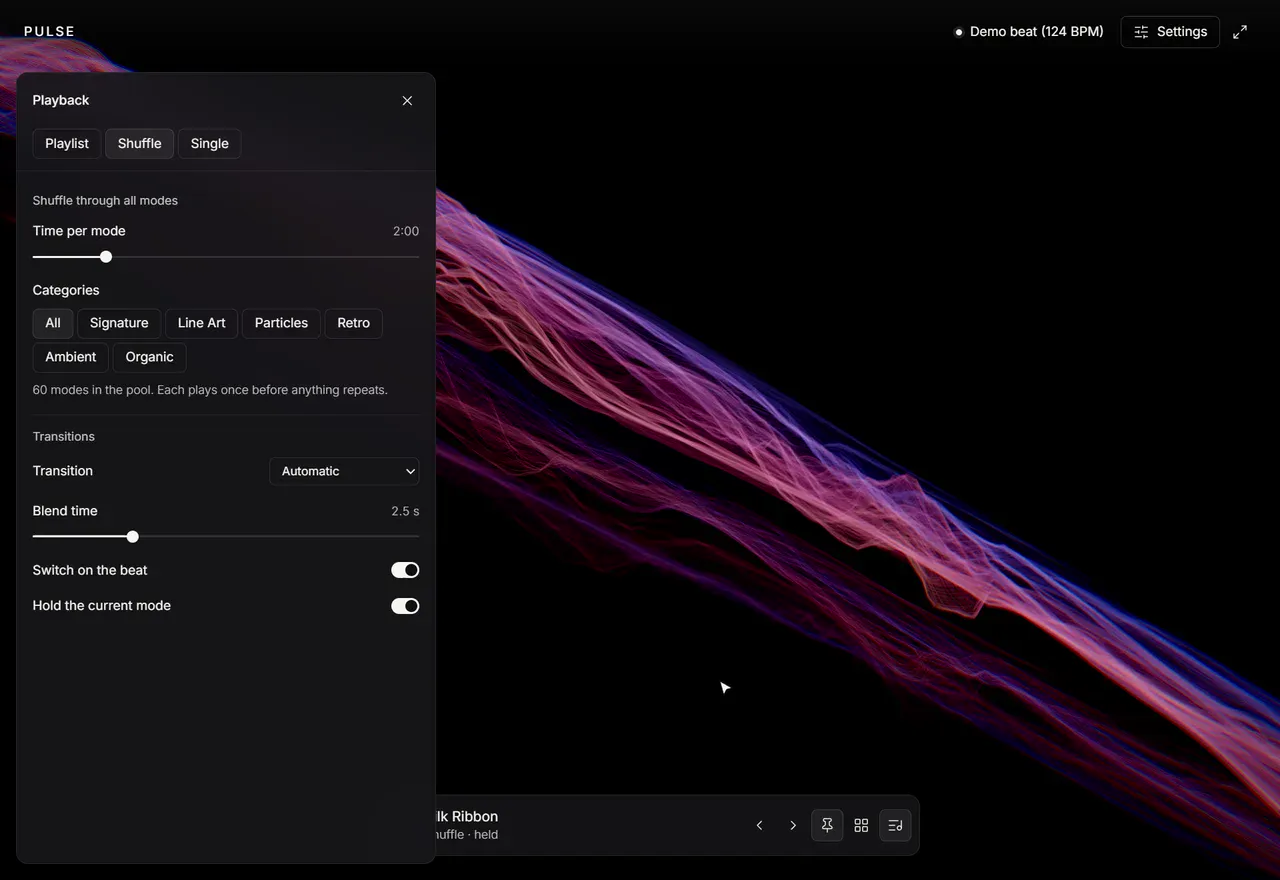 PULSE
Demo beat (124 BPM)
Settings
Playback
Playlist Shuffle Single
Shuffle through all modes
Time per mode 2:00
Categories
All Signature Line Art Particles Retro
Ambient Organic
60 modes in the pool. Each plays once before anything repeats.
Transitions
Transition Automatic
Blend time 2.5 s
Switch on the beat
Hold the current mode
lk Ribbon
huffle · held